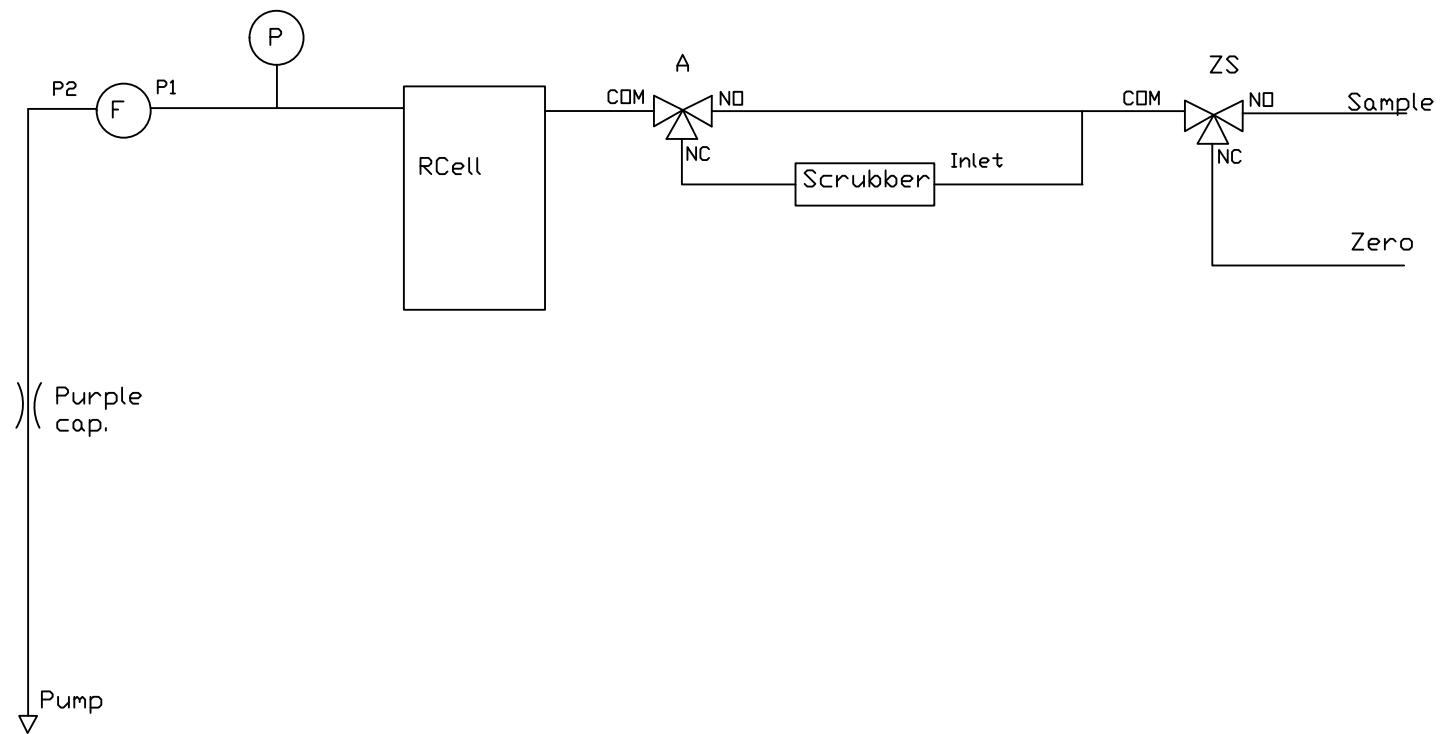 P
A
ZS
P2
F
P1
COM
NO
COM
NO
Sample
NC
NC
Inlet
RCell
Scrubber
Zero
Purple
cap.
Pump